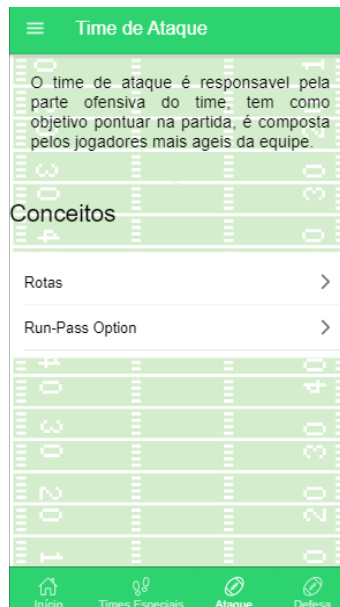 Time de Ataque
O time de ataque é responsavel pela
parte ofensiva do time, tem como
objetivo pontuar na partida, é composta
pelos jogadores mais ageis da equipe.
Conceitos
Rotas
Run-Pass Option
Início
Times Especiais
Ataque
Defesa